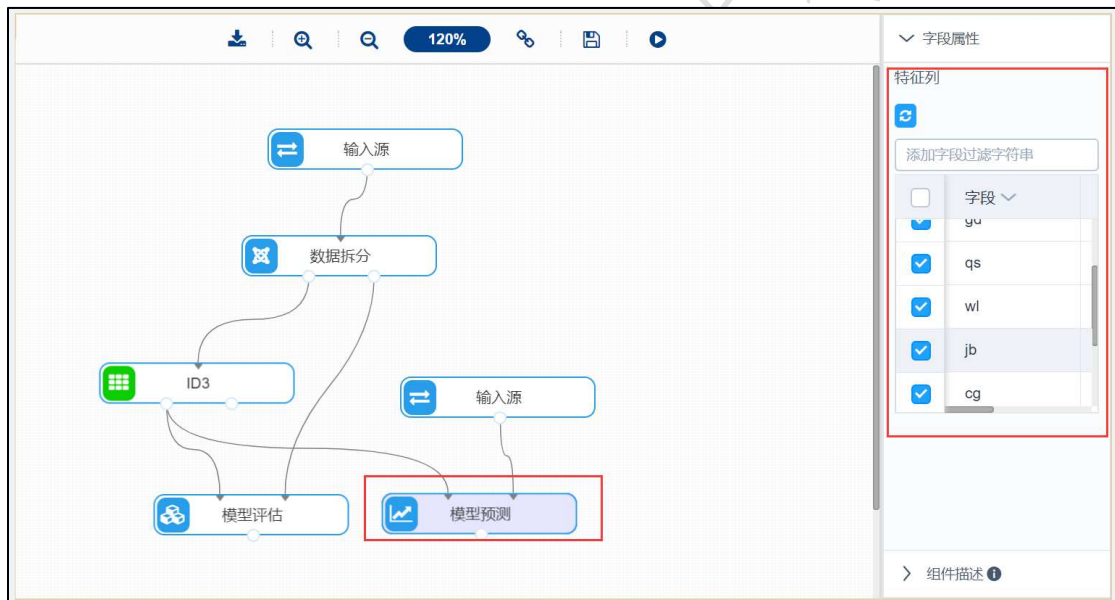 120%
字段属性
特征列
添加字段过滤字符串
字段
gd
qs
wl
jb
cg
输入源
数据拆分
ID3
输入源
模型评估
模型预测
组件描述